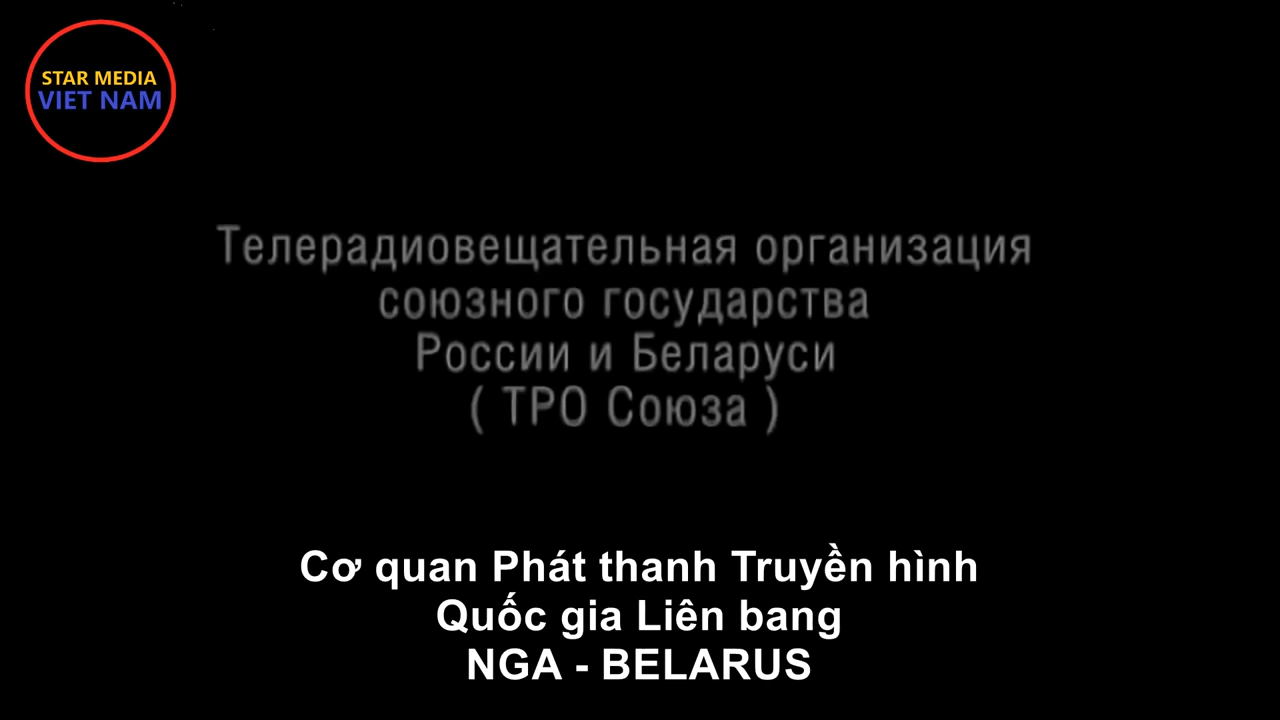 STAR MEDIA
VIET NAM
Телерадиовещательная организация
союзного государства
России и Беларуси
( ТРО Союза )
Cơ quan Phát thanh Truyền hình
Quốc gia Liên bang
NGA - BELARUS